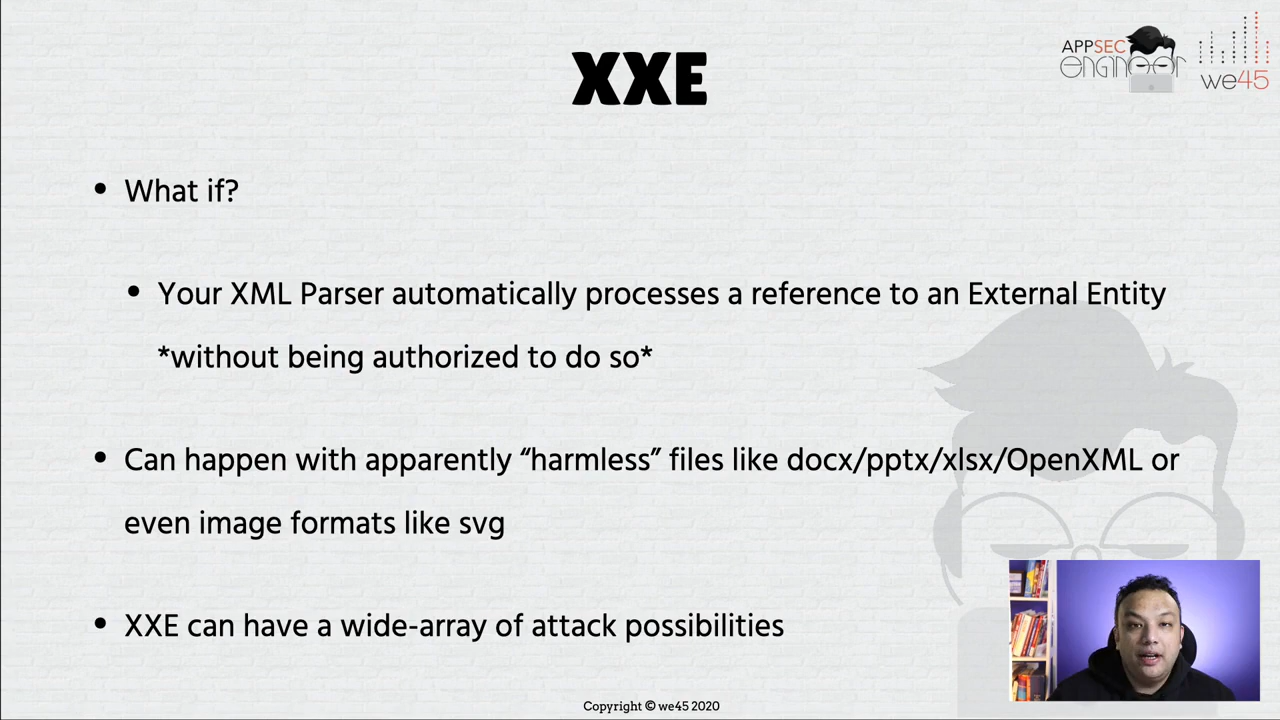 XXE
APPSEC
engineer
we45
• What if?
• Your XML Parser automatically processes a reference to an External Entity
*without being authorized to do so*
• Can happen with apparently “harmless” files like docx/pptx/xlsx/OpenXML or
even image formats like svg
• XXE can have a wide-array of attack possibilities
Copyright © we45 2020